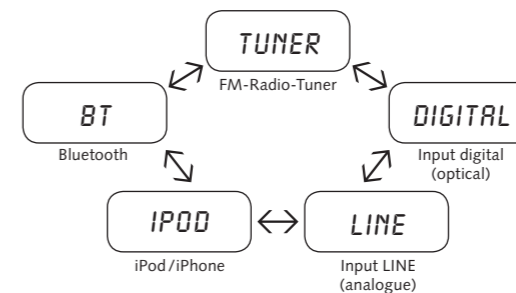 TUNER
FM-Radio-Tuner
BT
Bluetooth
DIGITAL
Input digital
(optical)
IPOD
iPod/iPhone
LINE
Input LINE
(analogue)